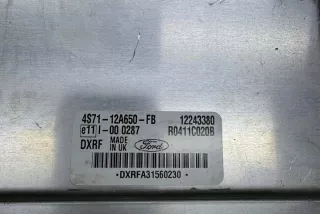 4S71-12A650-FB 12243380
e11 I-00 0287 R0411C020B
DXRF MADE IN UK Ford
*DXRFA31560230*